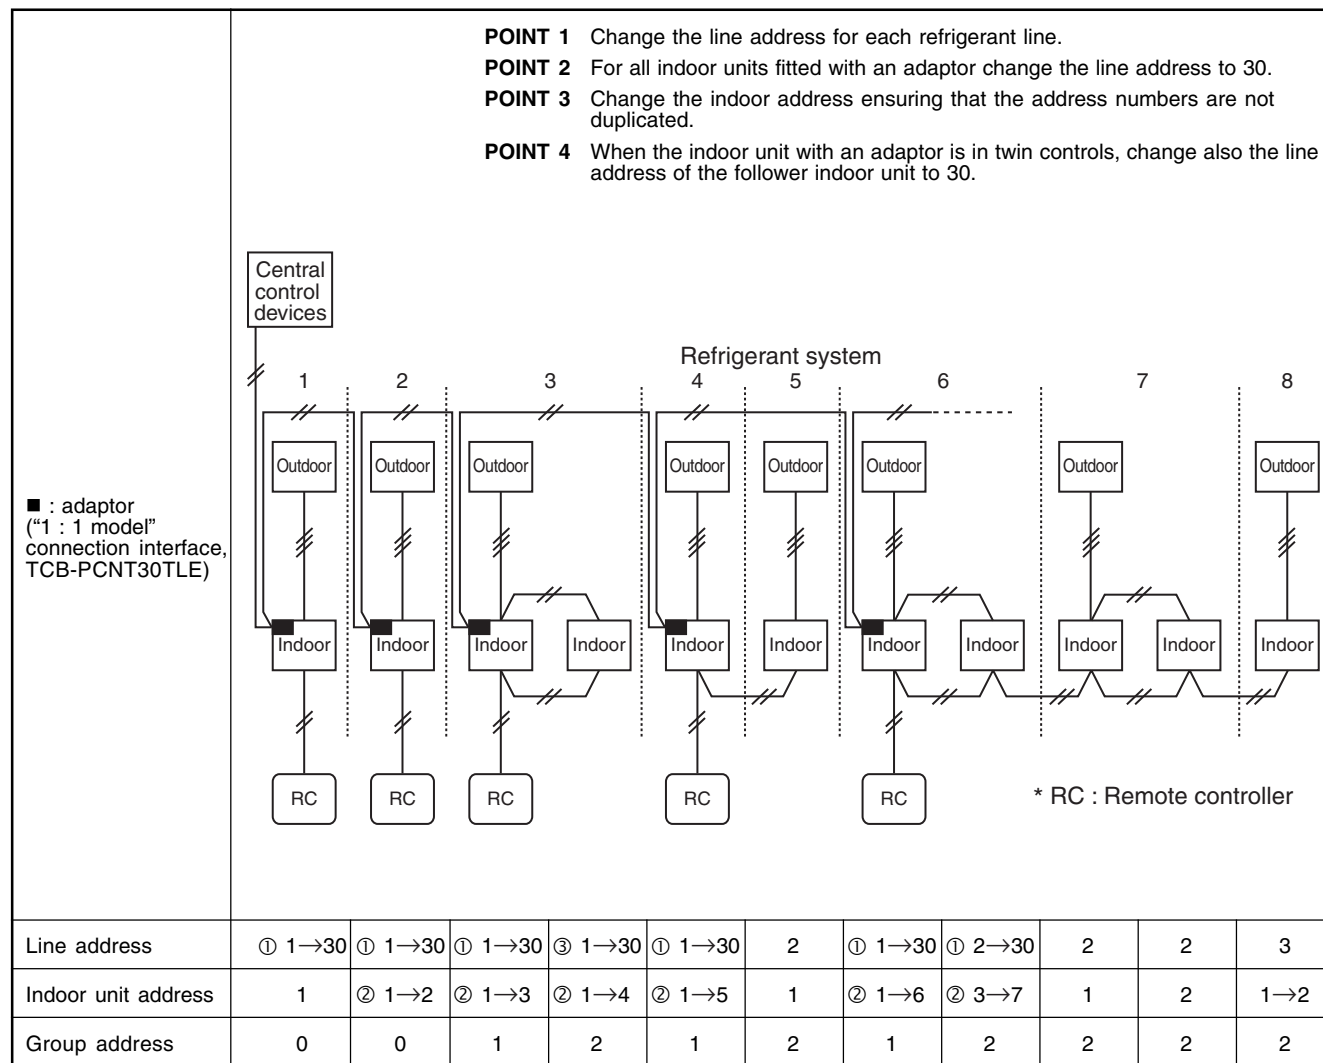 POINT 1 Change the line address for each refrigerant line.
POINT 2 For all indoor units fitted with an adaptor change the line address to 30.
POINT 3 Change the indoor address ensuring that the address numbers are not
duplicated.
POINT 4 When the indoor unit with an adaptor is in twin controls, change also the line
address of the follower indoor unit to 30.
Central
control
devices
Refrigerant system
1 2 3 4 5 6 7 8
Outdoor Outdoor Outdoor Outdoor Outdoor Outdoor Outdoor Outdoor
■ : adaptor
("1 : 1 model"
connection interface,
TCB-PCNT30TLE)
Indoor Indoor Indoor Indoor Indoor Indoor Indoor Indoor Indoor Indoor Indoor
RC RC RC RC RC * RC : Remote controller
Line address ① 1→30 ① 1→30 ① 1→30 ③ 1→30 ① 1→30 2 ① 1→30 ① 2→30 2 2 3
Indoor unit address 1 ② 1→2 ② 1→3 ② 1→4 ② 1→5 1 ② 1→6 ② 3→7 1 2 1→2
Group address 0 0 1 2 1 2 1 2 2 2 2